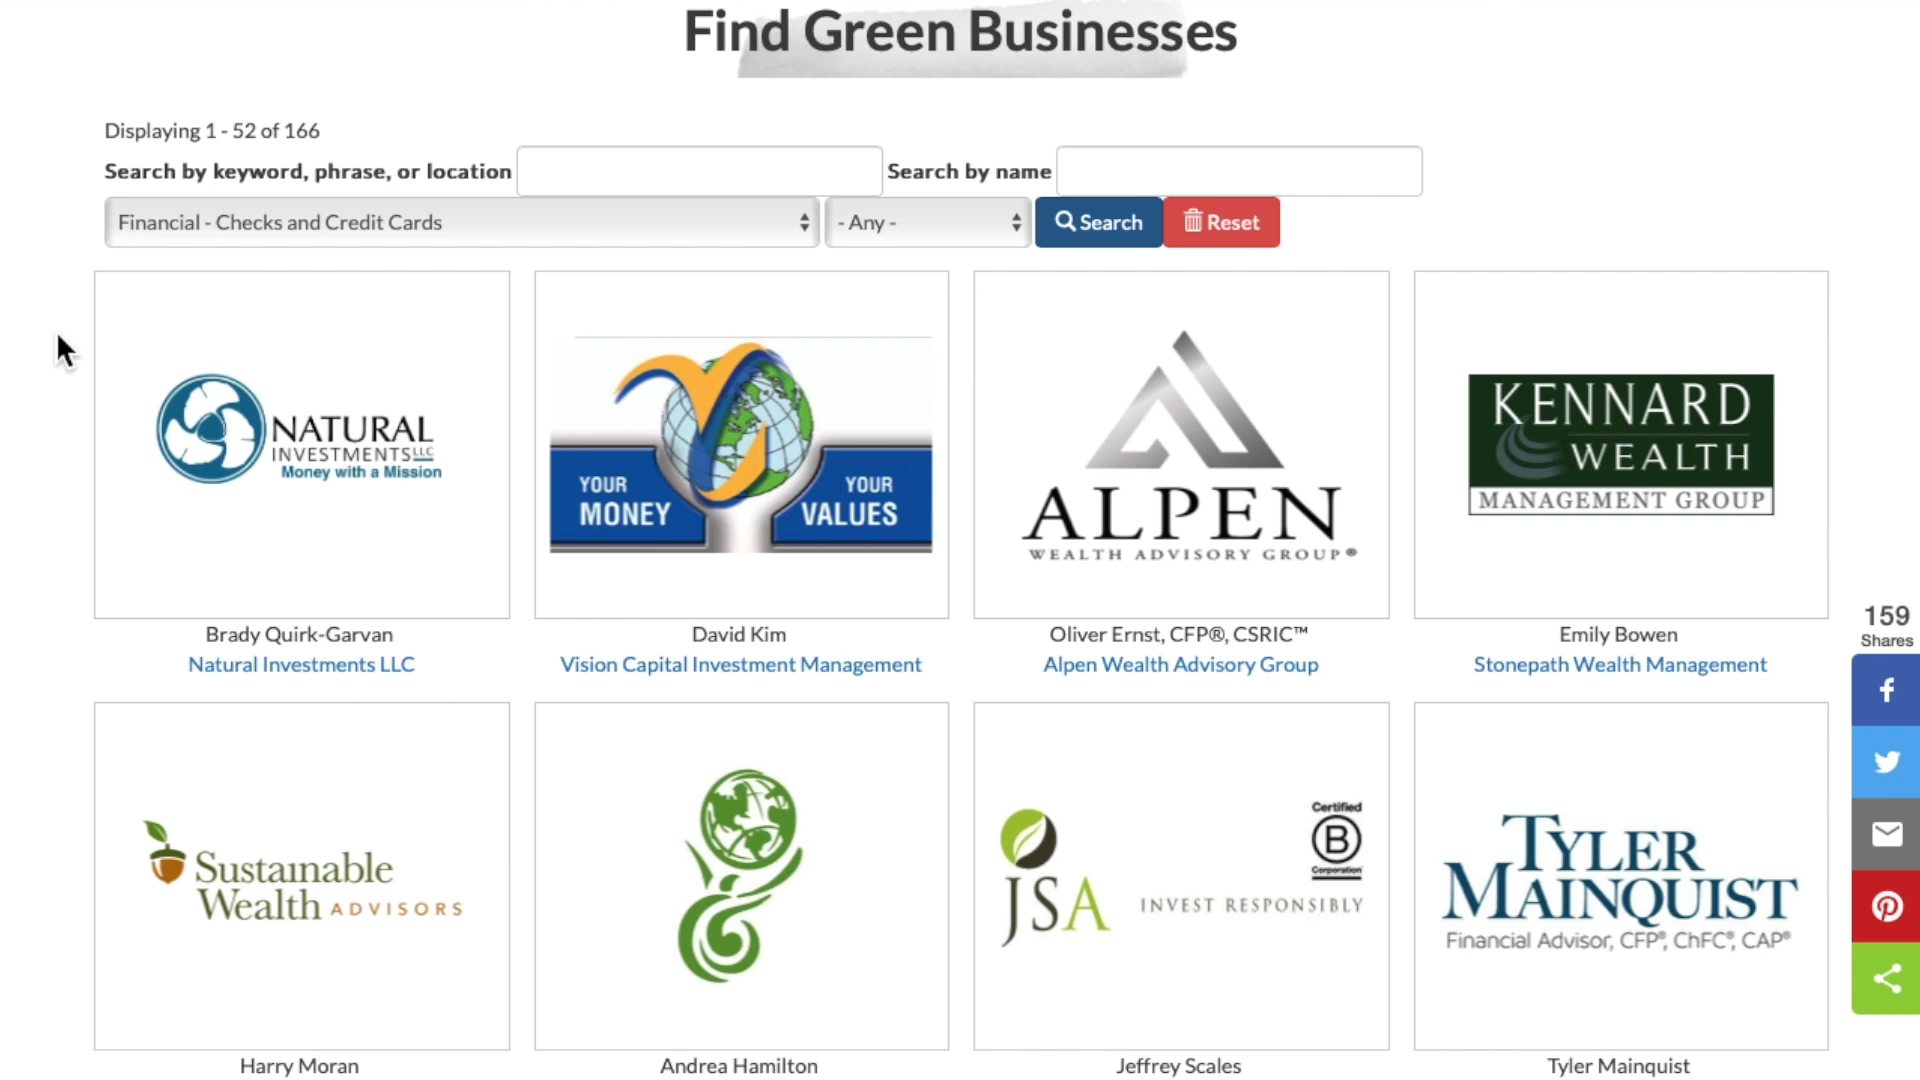 Find Green Businesses
Displaying 1 - 52 of 166
Search by keyword, phrase, or location Search by name
Financial - Checks and Credit Cards - Any - Search Reset
NATURAL
INVESTMENTS LLC
Money with a Mission
YOUR MONEY
YOUR VALUES
ALPEN
WEALTH ADVISORY GROUP®
KENNARD
WEALTH
MANAGEMENT GROUP
Brady Quirk-Garvan
Natural Investments LLC
David Kim
Vision Capital Investment Management
Oliver Ernst, CFP®, CSRIC™
Alpen Wealth Advisory Group
Emily Bowen
Stonepath Wealth Management
159
Shares
Sustainable
Wealth ADVISORS
JSA INVEST RESPONSIBLY
Certified
B
Corporation
TYLER
MAINQUIST
Financial Advisor, CFP®, ChFC®, CAP®
Harry Moran
Andrea Hamilton
Jeffrey Scales
Tyler Mainquist